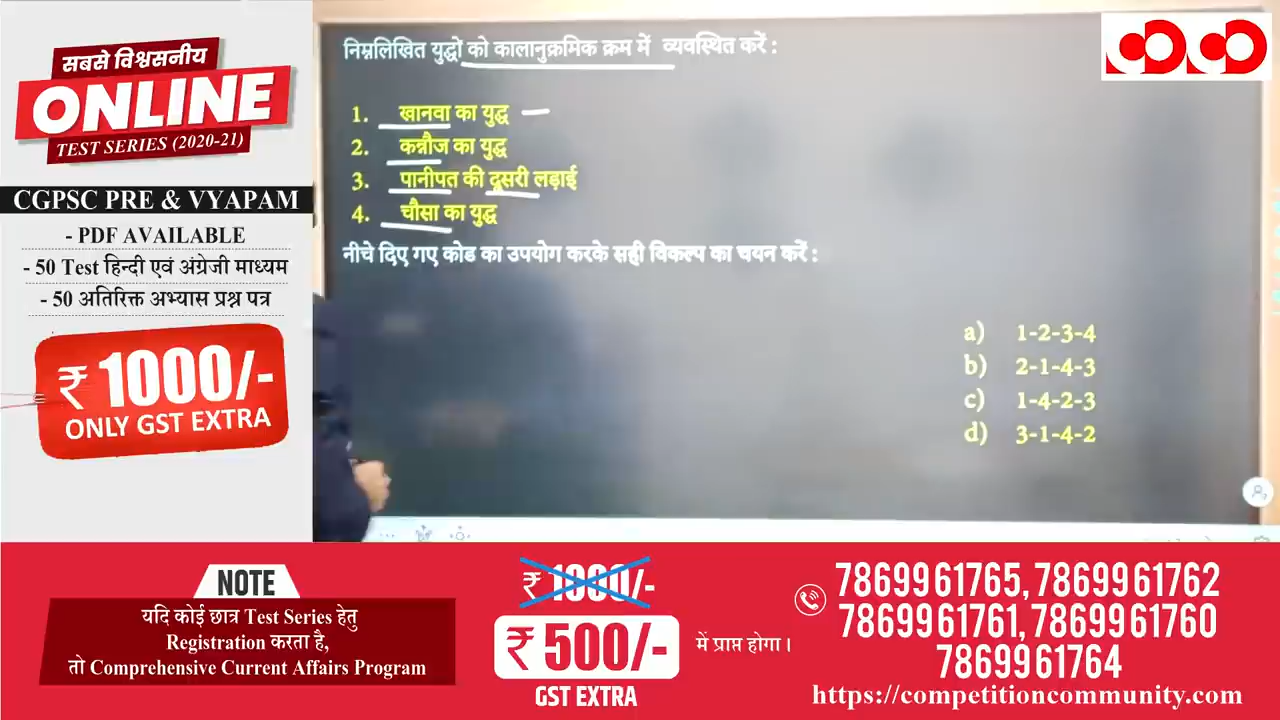 सबसे विश्वसनीय
ONLINE
TEST SERIES (2020-21)
CGPSC PRE & VYAPAM
- PDF AVAILABLE
- 50 Test हिन्दी एवं अंग्रेजी माध्यम
- 50 अतिरिक्त अभ्यास प्रश्न पत्र
₹ 1000/-
ONLY GST EXTRA
निम्नलिखित युद्धों को कालानुक्रमिक क्रम में व्यवस्थित करें :
1. खानवा का युद्ध
2. कन्नौज का युद्ध
3. पानीपत की दूसरी लड़ाई
4. चौसा का युद्ध
नीचे दिए गए कोड का उपयोग करके सही विकल्प का चयन करें :
a) 1-2-3-4
b) 2-1-4-3
c) 1-4-2-3
d) 3-1-4-2
NOTE
यदि कोई छात्र Test Series हेतु
Registration करता है,
तो Comprehensive Current Affairs Program
₹ 1000/-
₹ 500/-
GST EXTRA
में प्राप्त होगा।
7869961765, 7869961762
7869961761, 7869961760
7869961764
https://competitioncommunity.com